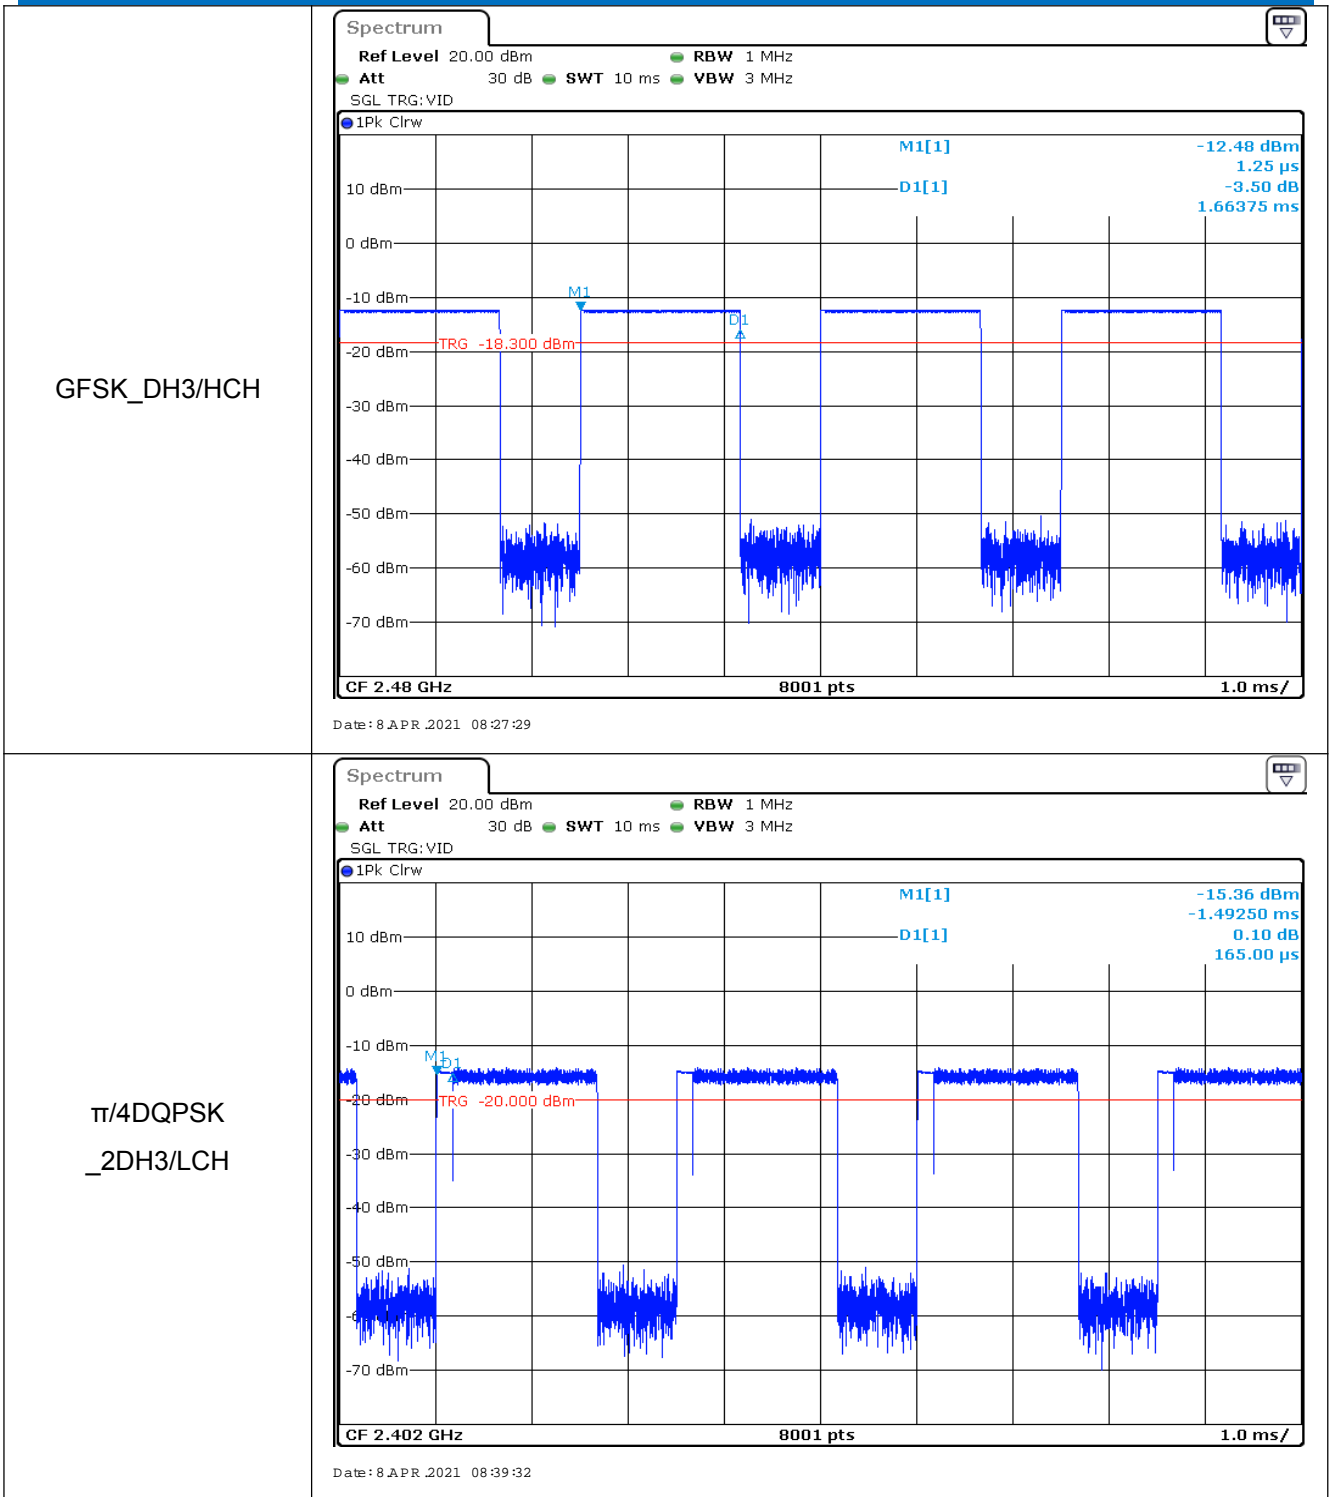 GFSK_DH3/HCH
Spectrum
Ref Level 20.00 dBm RBW 1 MHz
Att 30 dB SWT 10 ms VBW 3 MHz
SGL TRG:VID
1Pk Clrw
M1[1] -12.48 dBm
1.25 µs
10 dBm D1[1] -3.50 dB
1.66375 ms
0 dBm
M1
-10 dBm
D1
TRG -18.300 dBm
-20 dBm
-30 dBm
-40 dBm
-50 dBm
-60 dBm
-70 dBm
CF 2.48 GHz 8001 pts 1.0 ms/
Date: 8.APR.2021 08:27:29
π/4DQPSK
_2DH3/LCH
Spectrum
Ref Level 20.00 dBm RBW 1 MHz
Att 30 dB SWT 10 ms VBW 3 MHz
SGL TRG:VID
1Pk Clrw
M1[1] -15.36 dBm
-1.49250 ms
10 dBm D1[1] 0.10 dB
165.00 µs
0 dBm
-10 dBm
M1 D1
-20 dBm TRG -20.000 dBm
-30 dBm
-40 dBm
-50 dBm
-70 dBm
CF 2.402 GHz 8001 pts 1.0 ms/
Date: 8.APR.2021 08:39:32